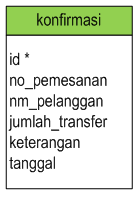 konfirmasi
id *
no_pemesanan
nm_pelanggan
jumlah_transfer
keterangan
tanggal